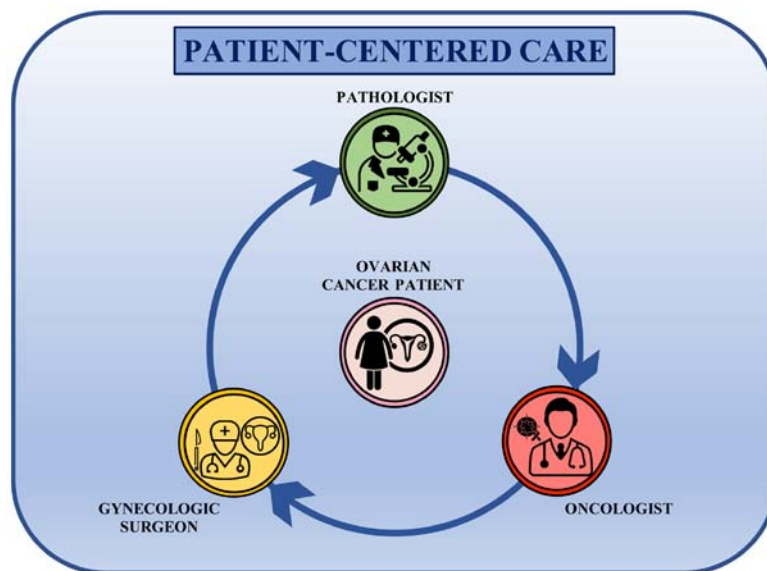 PATIENT-CENTERED CARE
PATHOLOGIST
OVARIAN
CANCER PATIENT
GYNECOLOGIC
SURGEON
ONCOLOGIST